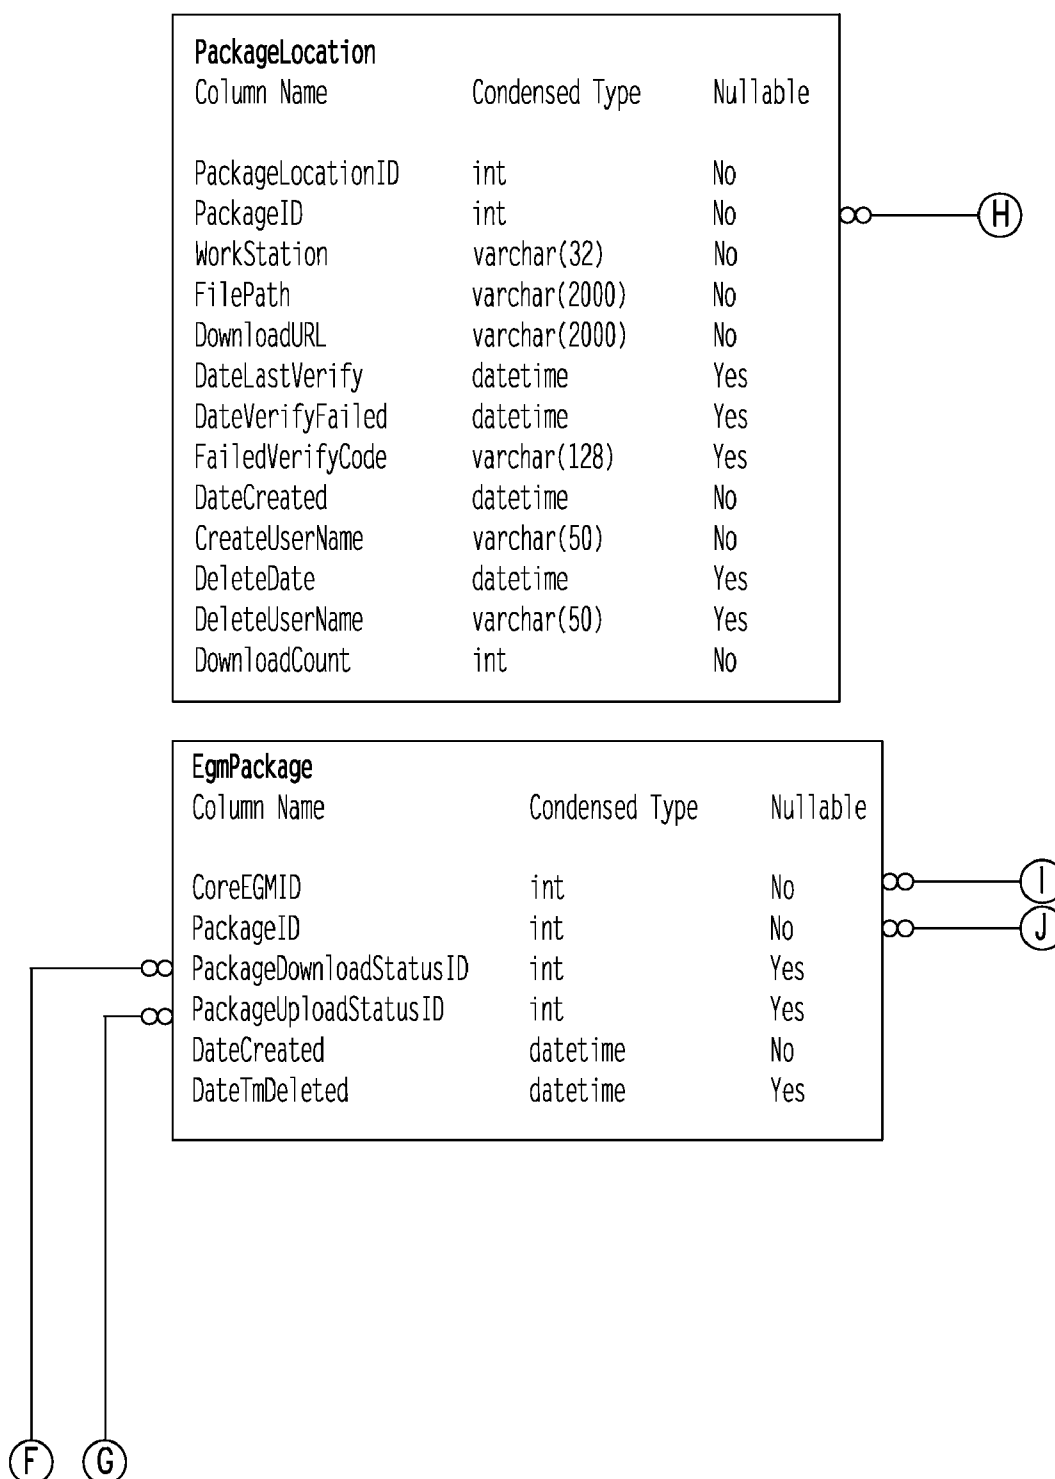 PackageLocation
Column Name Condensed Type Nullable
PackageLocationID int No
PackageID int No
H
WorkStation varchar(32) No
FilePath varchar(2000) No
DownloadURL varchar(2000) No
DateLastVerify datetime Yes
DateVerifyFailed datetime Yes
FailedVerifyCode varchar(128) Yes
DateCreated datetime No
CreateUserName varchar(50) No
DeleteDate datetime Yes
DeleteUserName varchar(50) Yes
DownloadCount int No
EgmPackage
Column Name Condensed Type Nullable
CoreEGMID int No
I
PackageID int No
J
PackageDownloadStatusID int Yes
PackageUploadStatusID int Yes
DateCreated datetime No
DateTmDeleted datetime Yes
F G